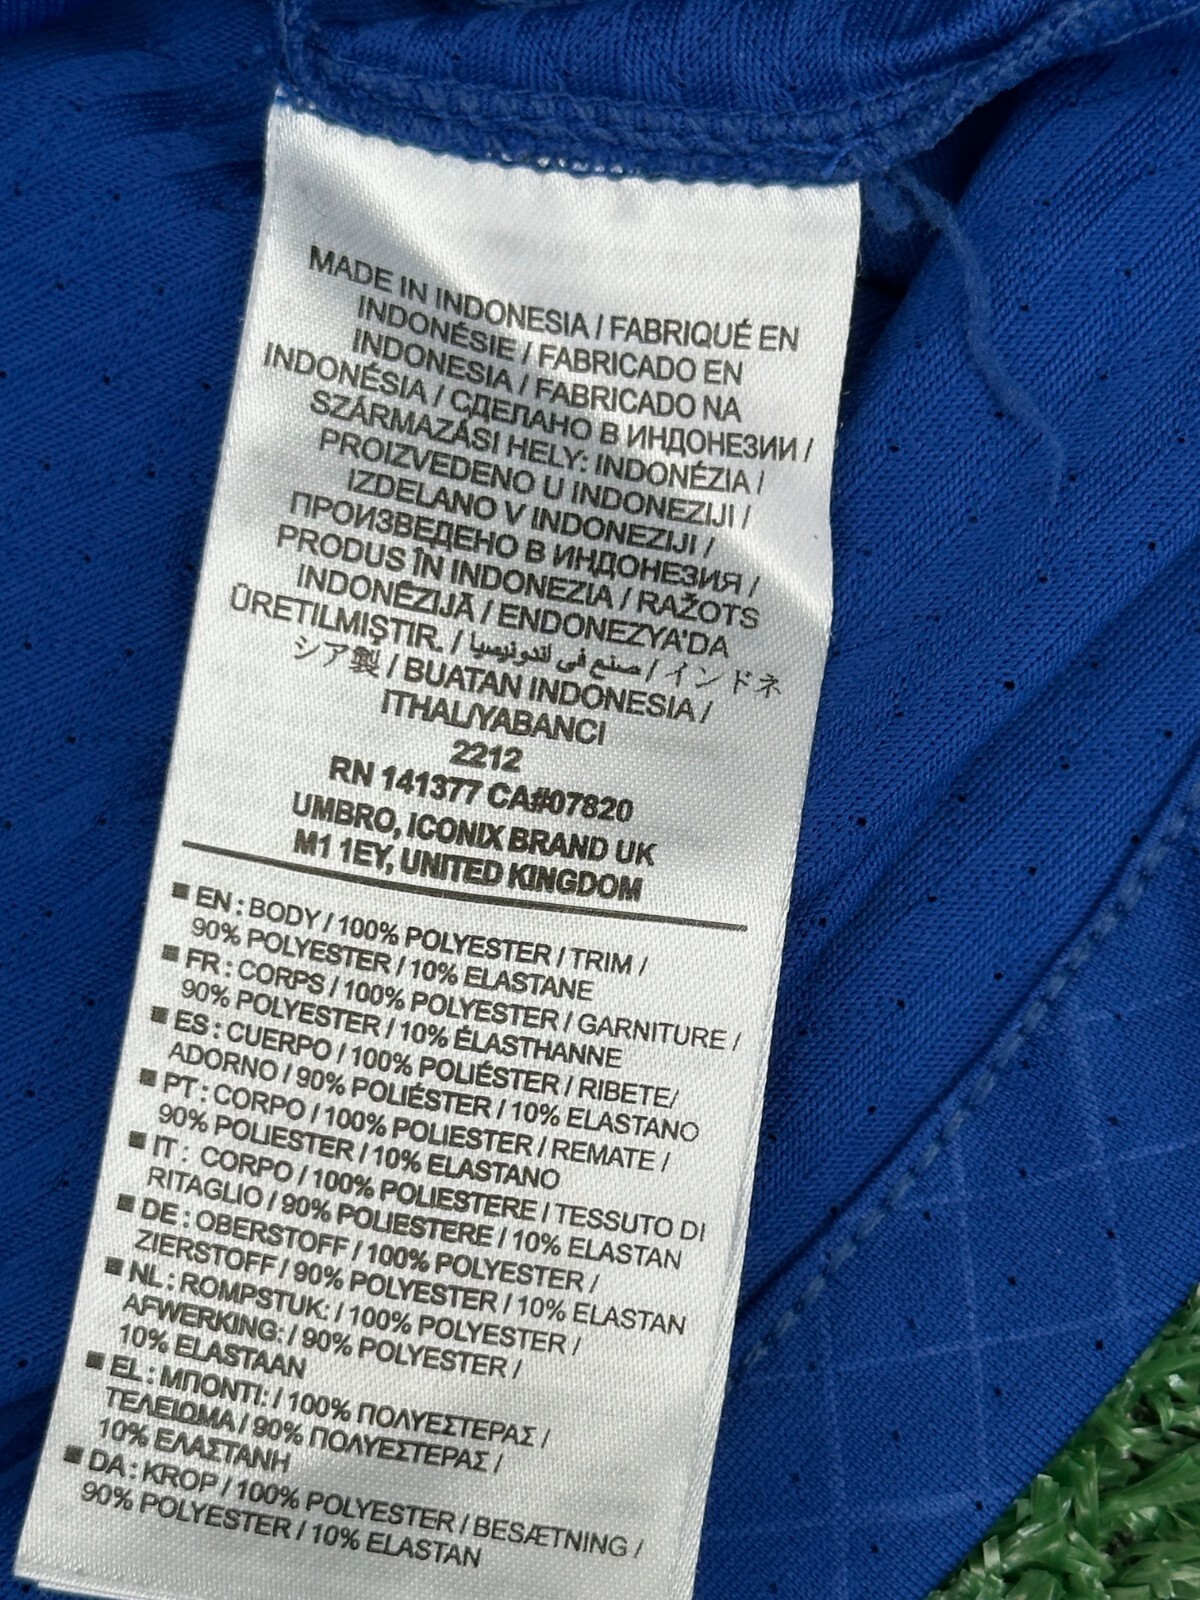 MADE IN INDONESIA / FABRIQUÉ EN
INDONÉSIE / FABRICADO EN
INDONESIA / FABRICADO NA
INDONÉSIA / СДЕЛАНО В ИНДОНЕЗИИ /
SZÁRMAZÁSI HELY: INDONÉZIA /
PROIZVEDENO U INDONEZIJI /
IZDELANO V INDONEZIJI /
ПРОИЗВЕДЕНО В ИНДОНЕЗИЯ /
PRODUS ÎN INDONEZIA / RAŽOTS
INDONĒZIJĀ / ENDONEZYA'DA
ÜRETILMIŞTIR. / صنع في اندونيسيا / インドネ
シア製 / BUATAN INDONESIA /
ITHAL/YABANCI
2212
RN 141377 CA#07820
UMBRO, ICONIX BRAND UK
M1 1EY, UNITED KINGDOM
■ EN : BODY / 100% POLYESTER / TRIM /
90% POLYESTER / 10% ELASTANE
■ FR : CORPS / 100% POLYESTER / GARNITURE /
90% POLYESTER / 10% ÉLASTHANNE
■ ES : CUERPO / 100% POLIÉSTER / RIBETE/
ADORNO / 90% POLIÉSTER / 10% ELASTANO
■ PT : CORPO / 100% POLIESTER / REMATE /
90% POLIESTER / 10% ELASTANO
■ IT : CORPO / 100% POLIESTERE / TESSUTO DI
RITAGLIO / 90% POLIESTERE / 10% ELASTAN
■ DE : OBERSTOFF / 100% POLYESTER /
ZIERSTOFF / 90% POLYESTER / 10% ELASTAN
■ NL : ROMPSTUK: / 100% POLYESTER /
AFWERKING: / 90% POLYESTER /
10% ELASTAAN
■ EL : ΜΠΟΝΤΙ: / 100% ΠΟΛΥΕΣΤΕΡΑΣ /
ΤΕΛΕΙΩΜΑ / 90% ΠΟΛΥΕΣΤΕΡΑΣ /
10% ΕΛΑΣΤΑΝΗ
■ DA : KROP / 100% POLYESTER / BESÆTNING /
90% POLYESTER / 10% ELASTAN